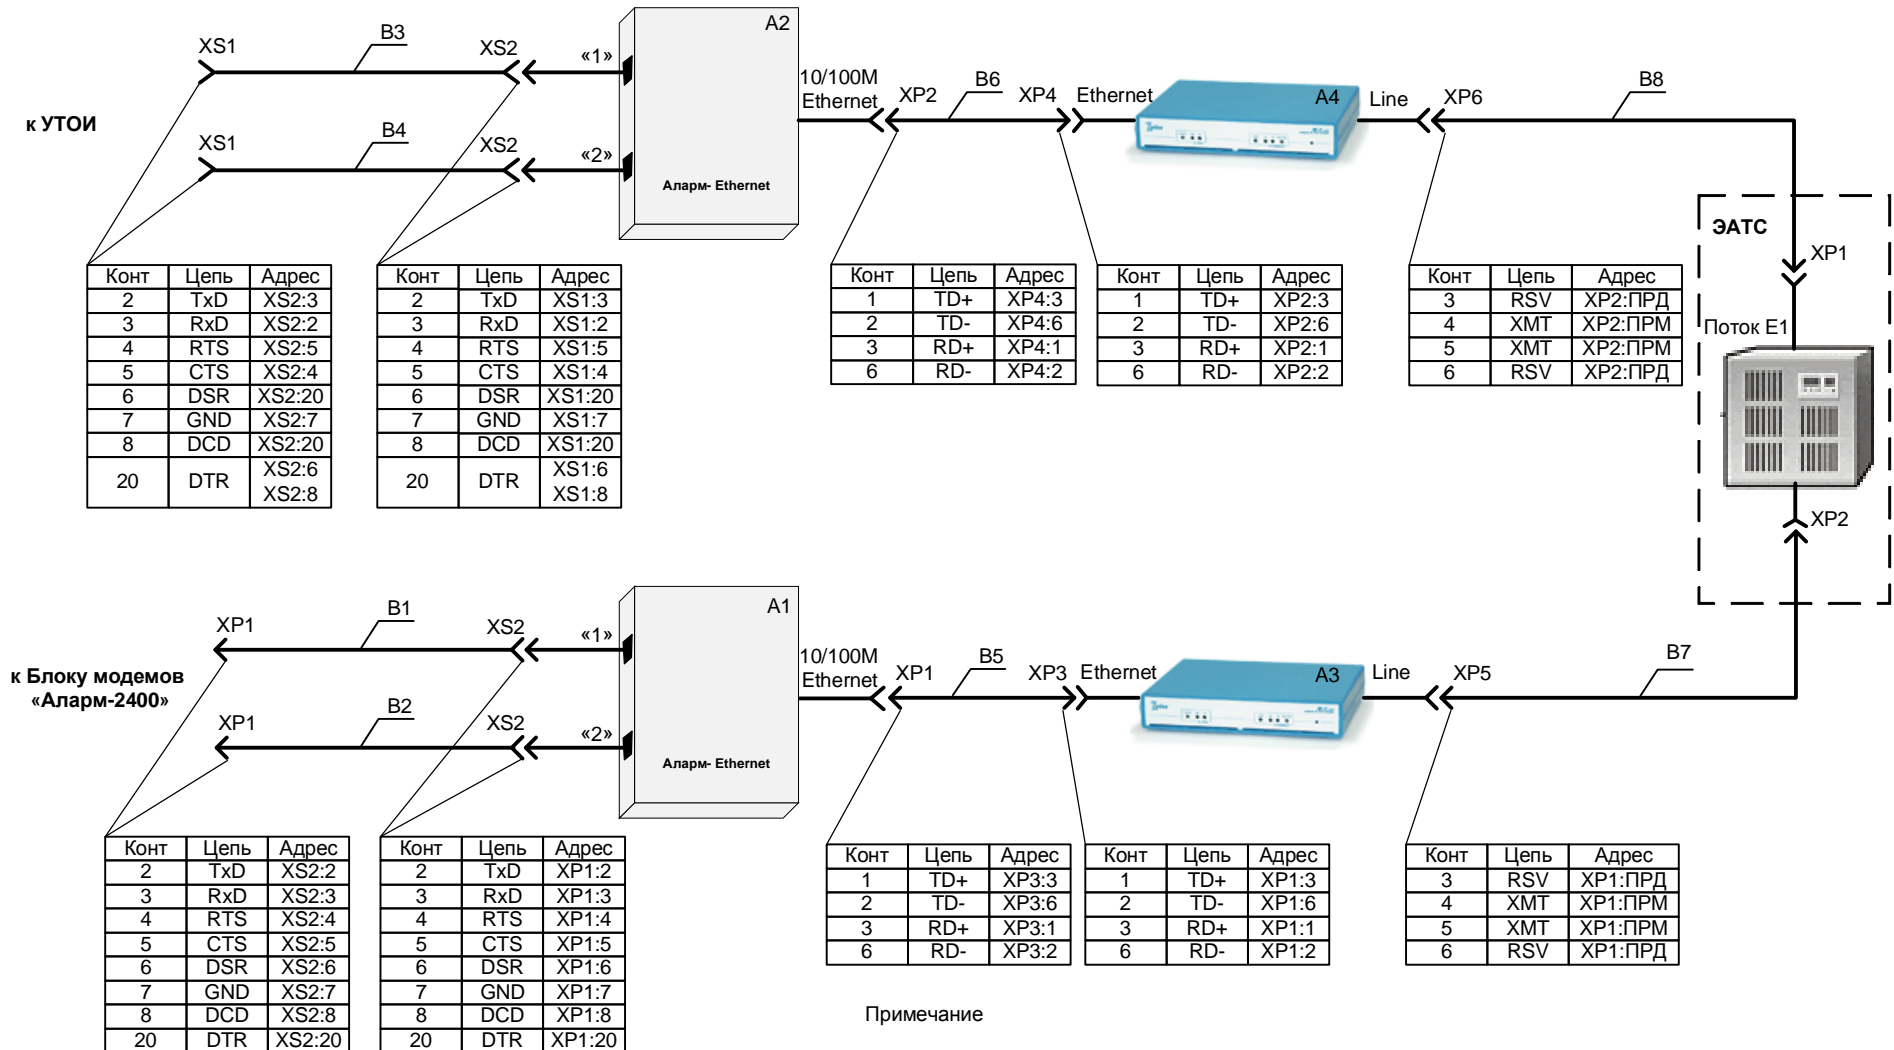 к УТОИ
XS1
B3
XS2
«1»
XS1
B4
XS2
«2»
A2
Аларм- Ethernet
10/100M
Ethernet
XP2
B6
XP4
Ethernet
A4
Line
XP6
B8
ЭАТС
XP1
Поток Е1
XP2
Конт Цепь Адрес
2 TxD XS2:3
3 RxD XS2:2
4 RTS XS2:5
5 CTS XS2:4
6 DSR XS2:20
7 GND XS2:7
8 DCD XS2:20
20 DTR XS2:6
XS2:8
Конт Цепь Адрес
2 TxD XS1:3
3 RxD XS1:2
4 RTS XS1:5
5 CTS XS1:4
6 DSR XS1:20
7 GND XS1:7
8 DCD XS1:20
20 DTR XS1:6
XS1:8
Конт Цепь Адрес
1 TD+ XP4:3
2 TD- XP4:6
3 RD+ XP4:1
6 RD- XP4:2
Конт Цепь Адрес
1 TD+ XP2:3
2 TD- XP2:6
3 RD+ XP2:1
6 RD- XP2:2
Конт Цепь Адрес
3 RSV XP2:ПРД
4 XMT XP2:ПРМ
5 XMT XP2:ПРМ
6 RSV XP2:ПРД
к Блоку модемов
«Аларм-2400»
XP1
B1
XS2
«1»
XP1
B2
XS2
«2»
A1
Аларм- Ethernet
10/100M
Ethernet
XP1
B5
XP3
Ethernet
A3
Line
XP5
B7
Конт Цепь Адрес
2 TxD XS2:2
3 RxD XS2:3
4 RTS XS2:4
5 CTS XS2:5
6 DSR XS2:6
7 GND XS2:7
8 DCD XS2:8
20 DTR XS2:20
Конт Цепь Адрес
2 TxD XP1:2
3 RxD XP1:3
4 RTS XP1:4
5 CTS XP1:5
6 DSR XP1:6
7 GND XP1:7
8 DCD XP1:8
20 DTR XP1:20
Конт Цепь Адрес
1 TD+ XP3:3
2 TD- XP3:6
3 RD+ XP3:1
6 RD- XP3:2
Конт Цепь Адрес
1 TD+ XP1:3
2 TD- XP1:6
3 RD+ XP1:1
6 RD- XP1:2
Конт Цепь Адрес
3 RSV XP1:ПРД
4 XMT XP1:ПРМ
5 XMT XP1:ПРМ
6 RSV XP1:ПРД
Примечание